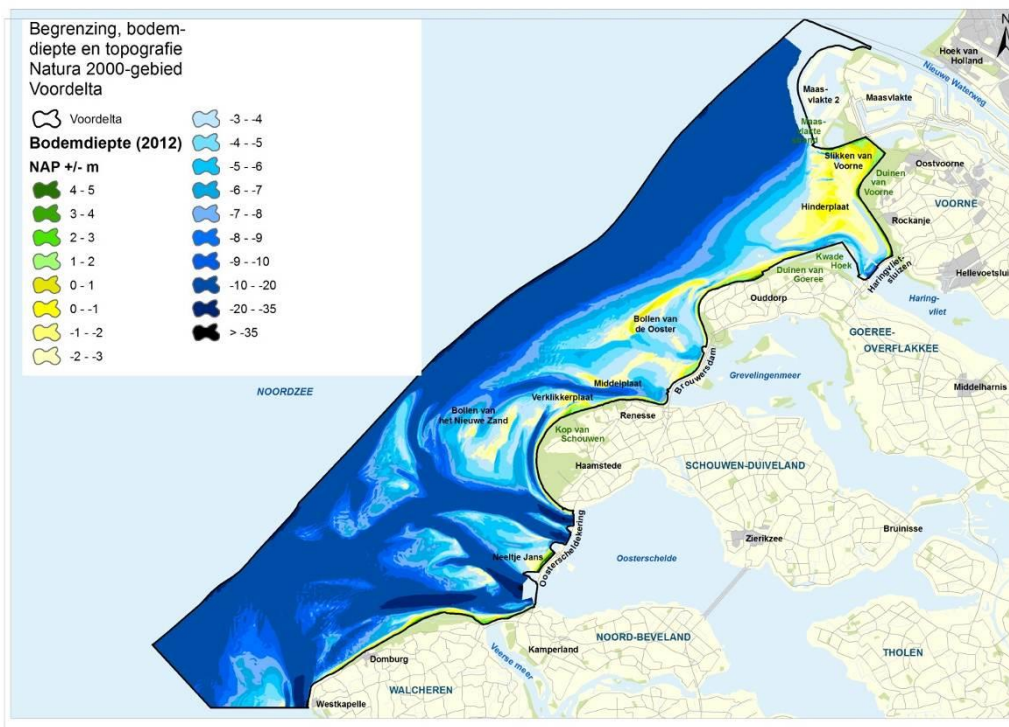 Begrenzing, bodem-
diepte en topografie
Natura 2000-gebied
Voordelta
Voordelta
Bodemdiepte (2012)
NAP +/- m
4 - 5
3 - 4
2 - 3
1 - 2
0 - 1
0 - -1
-1 - -2
-2 - -3
-3 - -4
-4 - -5
-5 - -6
-6 - -7
-7 - -8
-8 - -9
-9 - -10
-10 - -20
-20 - -35
> -35
N
Hoek van
Holland
Nieuwe Waterweg
Maas-
vlakte 2
Maasvlakte
Slikken van
Voorne
Oostvoorne
Duinen
van
Voorne
VOORNE
Hinderplaat
Rockanje
Kwade
Hoek
Duinen van
Goeree
Haringvliet-
sluizen
Hellevoetsluis
Ouddorp
Haring-
vliet
GOEREE-
OVERFLAKKEE
Bollen van
de Ooster
Brouwersdam
Grevelingenmeer
Middelharnis
NOORDZEE
Middelplaat
Verklikkerplaat
Renesse
Bollen van
het Nieuwe Zand
Kop van
Schouwen
Haamstede
SCHOUWEN-DUIVELAND
Bruinisse
Zierikzee
Oosterscheldekering
Neeltje Jans
Oosterschelde
NOORD-BEVELAND
Kamperland
THOLEN
Veerse meer
Domburg
WALCHEREN
Westkapelle